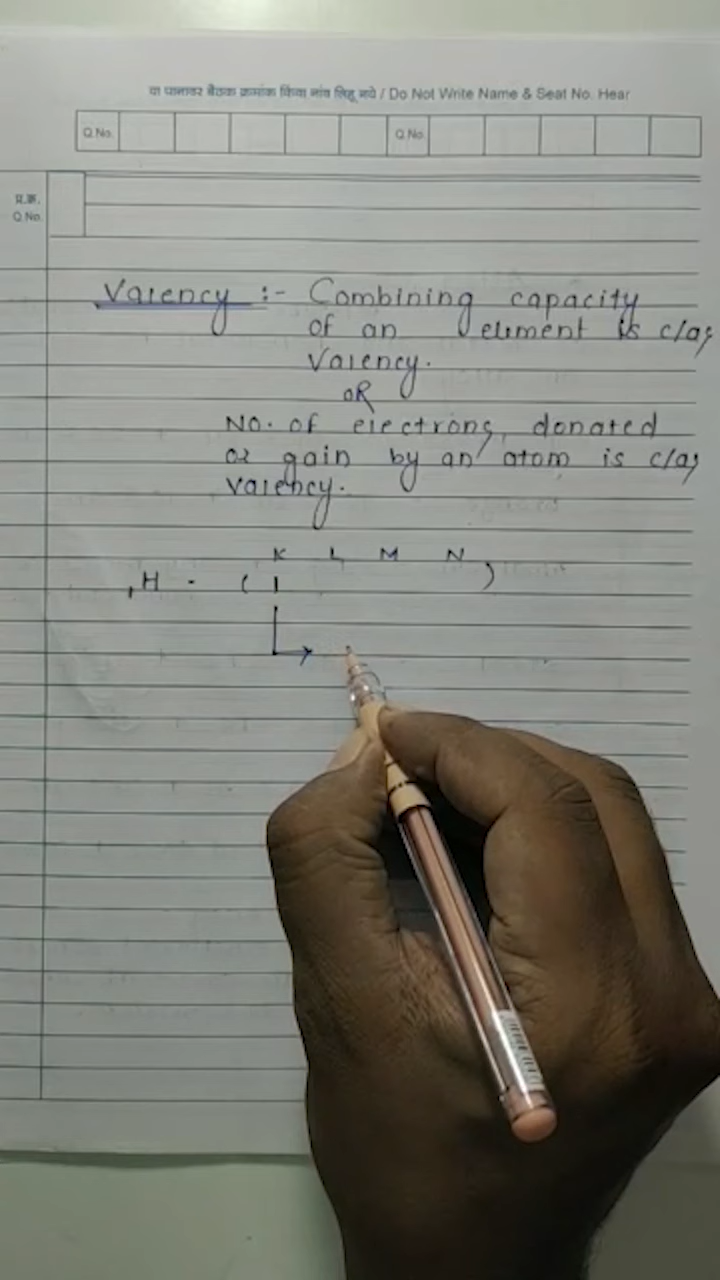 या पानावर बैठक क्रमांक किंवा नांव लिहू नये / Do Not Write Name & Seat No. Hear
Q.No. Q.No.
प्र.क्र.
Q.No.
Valency :- Combining capacity
of an element is c/as
Valency.
OR
No. of electrons donated
or gain by an atom is c/as
Valency.
K L M N
₁H - ( 1 )